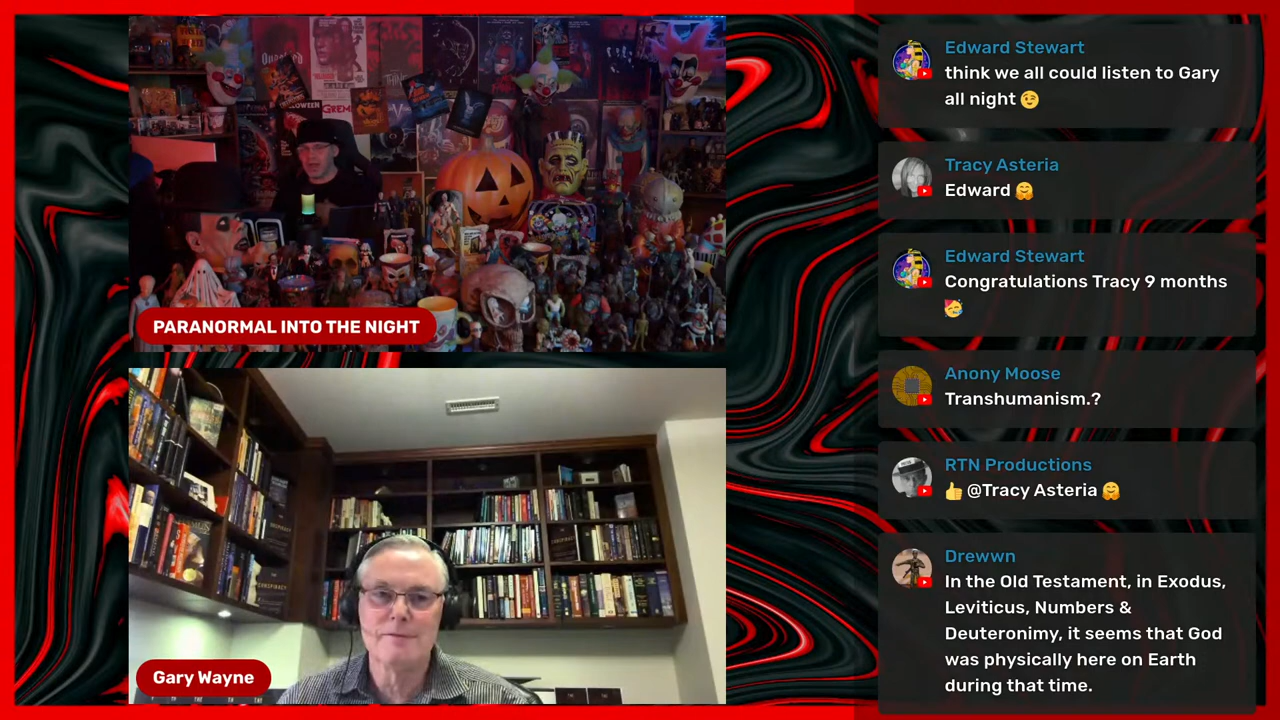 PARANORMAL INTO THE NIGHT
Gary Wayne
CONSPIRACY
Edward Stewart
think we all could listen to Gary
all night 😉
Tracy Asteria
Edward 🤗
Edward Stewart
Congratulations Tracy 9 months
🥳
Anony Moose
Transhumanism.?
RTN Productions
👍 @Tracy Asteria 🤗
Drewwn
In the Old Testament, in Exodus,
Leviticus, Numbers &
Deuteronimy, it seems that God
was physically here on Earth
during that time.